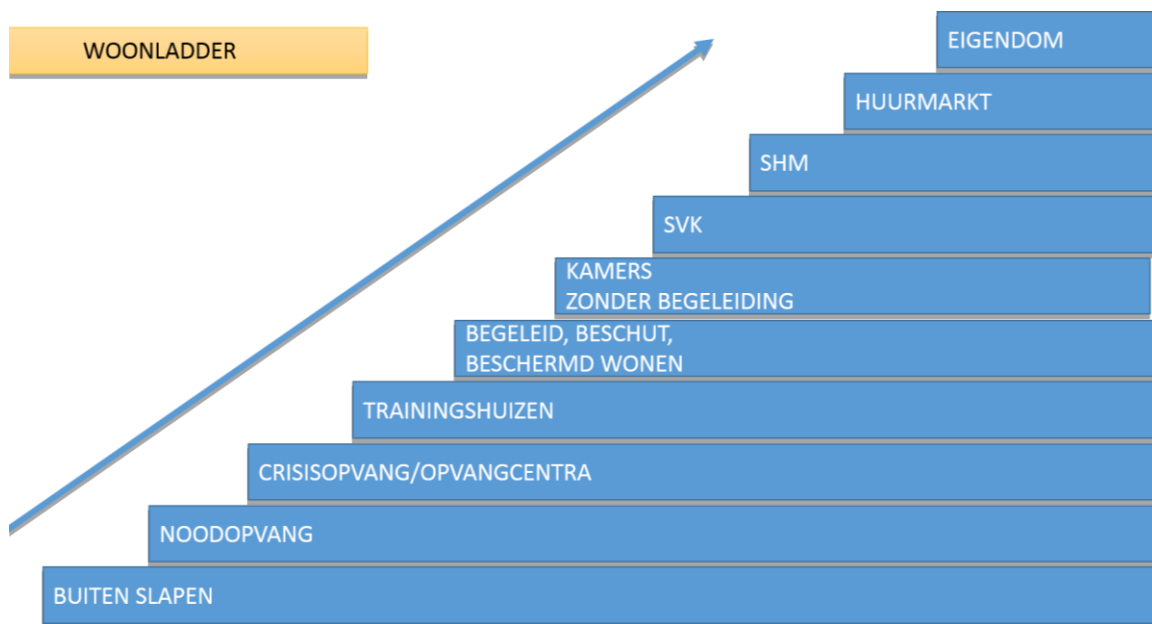 WOONLADDER
EIGENDOM
HUURMARKT
SHM
SVK
KAMERS
ZONDER BEGELEIDING
BEGELEID, BESCHUT,
BESCHERMD WONEN
TRAININGSHUIZEN
CRISISOPVANG/OPVANGCENTRA
NOODOPVANG
BUITEN SLAPEN